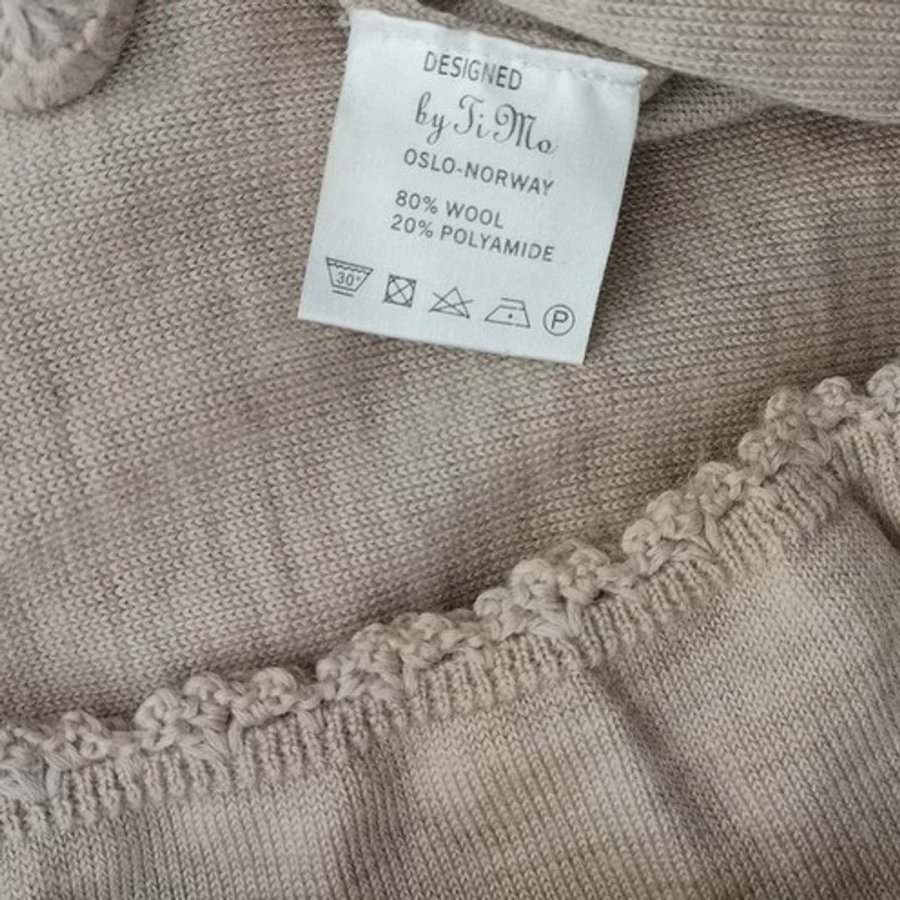 DESIGNED
by Ti Mo
OSLO-NORWAY
80% WOOL
20% POLYAMIDE
30°
P